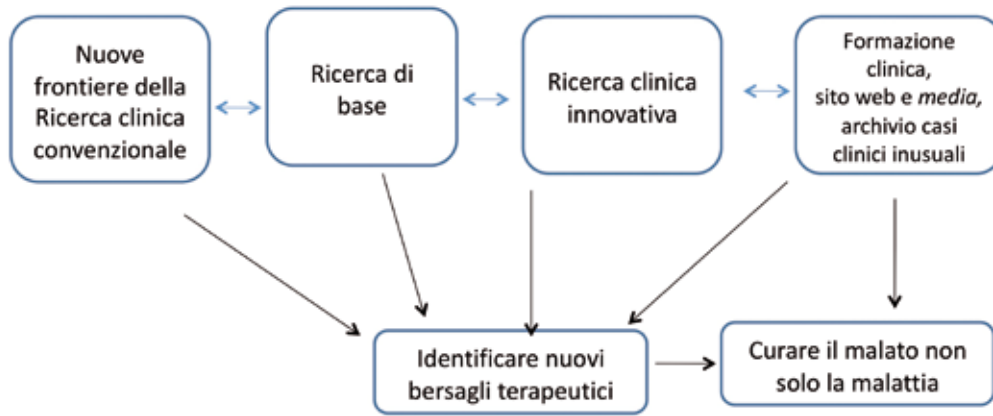 Nuove
frontiere della
Ricerca clinica
convenzionale
Ricerca di
base
Ricerca clinica
innovativa
Formazione
clinica,
sito web e media,
archivio casi
clinici inusuali
Identificare nuovi
bersagli terapeutici
Curare il malato non
solo la malattia